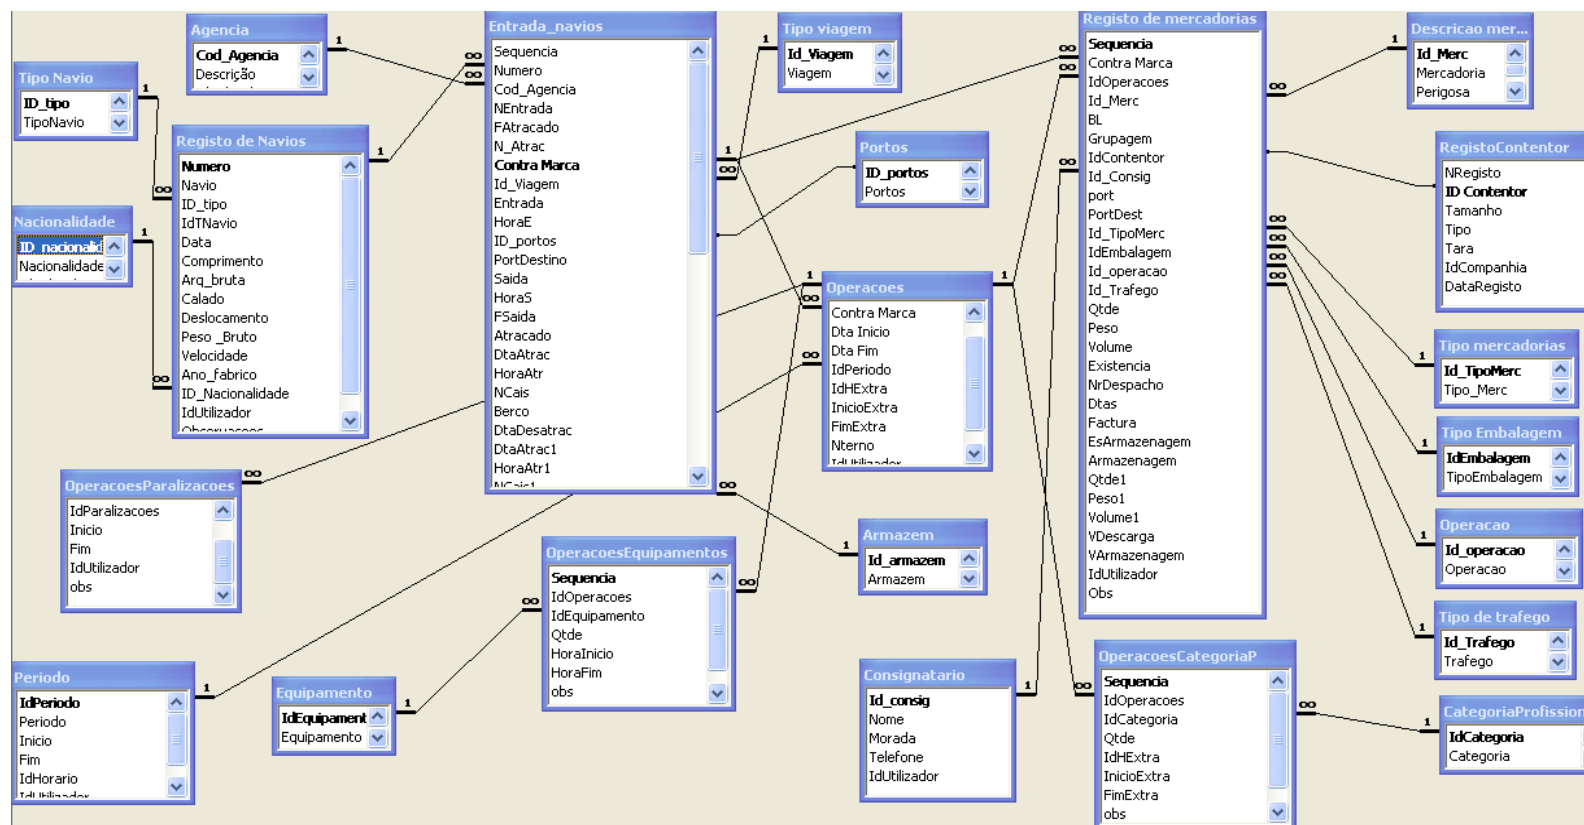 Agencia
Cod_Agencia
Descrição
Tipo Navio
ID_tipo
TipoNavio
Nacionalidade
ID_nacionalid
Nacionalidade
Registo de Navios
Numero
Navio
ID_tipo
IdTNavio
Data
Comprimento
Arq_bruta
Calado
Deslocamento
Peso _Bruto
Velocidade
Ano_fabrico
ID_Nacionalidade
IdUtilizador
Observacoes
Entrada_navios
Sequencia
Numero
Cod_Agencia
NEntrada
FAtracado
N_Atrac
Contra Marca
Id_Viagem
Entrada
HoraE
ID_portos
PortDestino
Saida
HoraS
FSaida
Atracado
DtaAtrac
HoraAtr
NCais
Berco
DtaDesatrac
DtaAtrac1
HoraAtr1
NCais1
Tipo viagem
Id_Viagem
Viagem
Portos
ID_portos
Portos
Operacoes
Contra Marca
Dta Inicio
Dta Fim
IdPeriodo
IdHExtra
InicioExtra
FimExtra
Nterno
IdUtilizador
Registo de mercadorias
Sequencia
Contra Marca
IdOperacoes
Id_Merc
BL
Grupagem
IdContentor
Id_Consig
port
PortDest
Id_TipoMerc
IdEmbalagem
Id_operacao
Id_Trafego
Qtde
Peso
Volume
Existencia
NrDespacho
Dtas
Factura
EsArmazenagem
Armazenagem
Qtde1
Peso1
Volume1
VDescarga
VArmazenagem
IdUtilizador
Obs
Descricao mer...
Id_Merc
Mercadoria
Perigosa
RegistoContentor
NRegisto
ID Contentor
Tamanho
Tipo
Tara
IdCompanhia
DataRegisto
Tipo mercadorias
Id_TipoMerc
Tipo_Merc
Tipo Embalagem
IdEmbalagem
TipoEmbalagem
Operacao
Id_operacao
Operacao
Tipo de trafego
Id_Trafego
Trafego
CategoriaProfission
IdCategoria
Categoria
OperacoesParalizacoes
IdParalizacoes
Inicio
Fim
IdUtilizador
obs
OperacoesEquipamentos
Sequencia
IdOperacoes
IdEquipamento
Qtde
HoraInicio
HoraFim
obs
Armazem
Id_armazem
Armazem
Periodo
IdPeriodo
Periodo
Inicio
Fim
IdHorario
IdUtilizador
Equipamento
IdEquipament
Equipamento
Consignatario
Id_consig
Nome
Morada
Telefone
IdUtilizador
OperacoesCategoriaP
Sequencia
IdOperacoes
IdCategoria
Qtde
IdHExtra
InicioExtra
FimExtra
obs